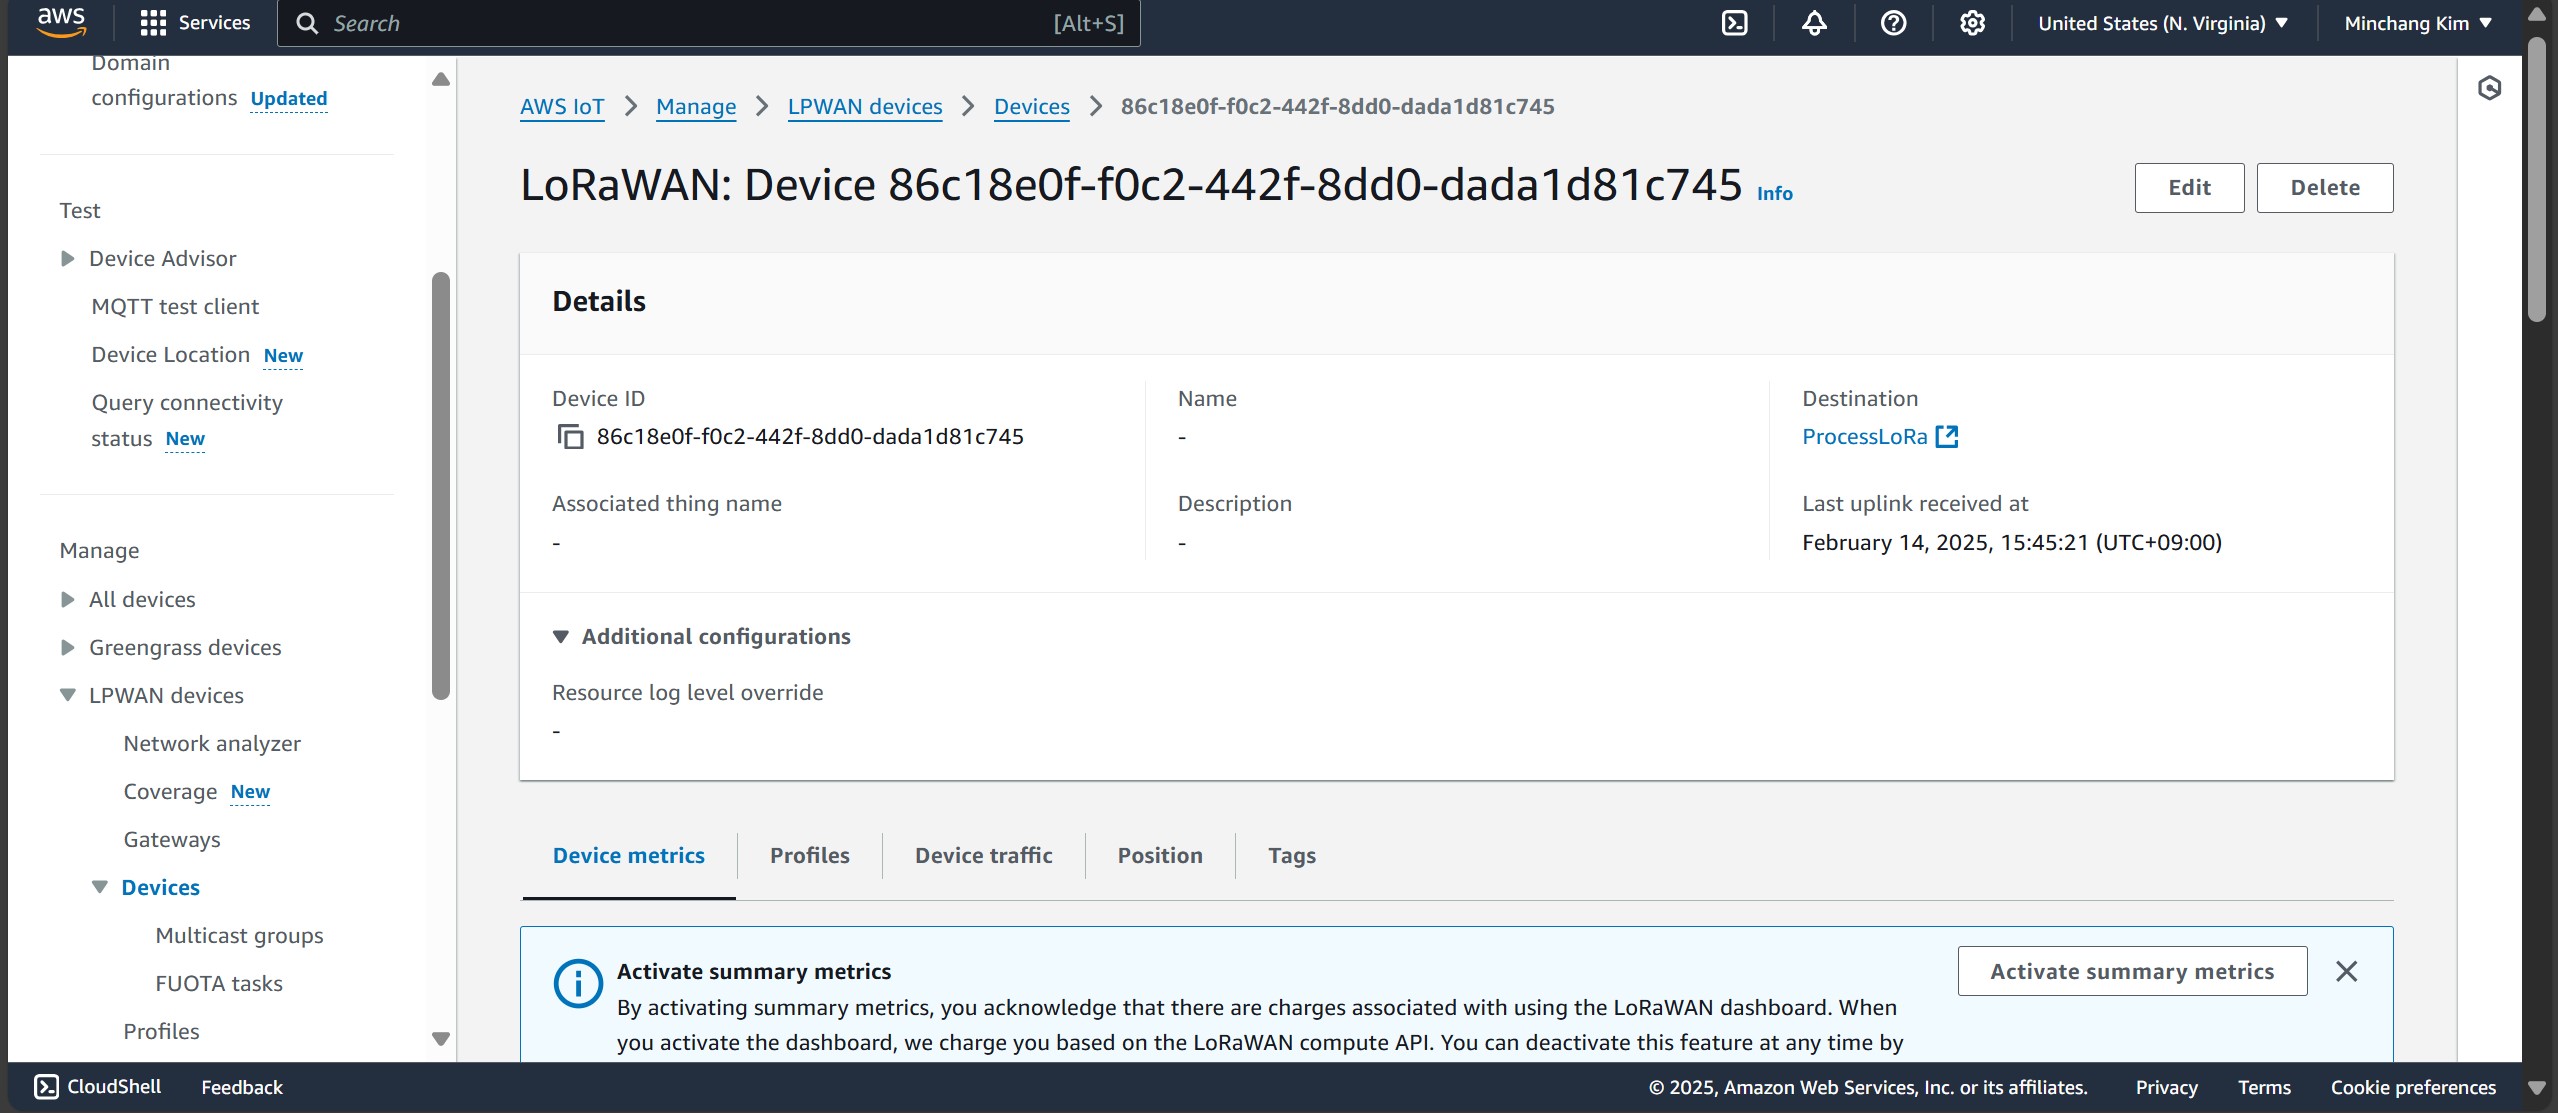 aws
Services
Search
[Alt+S]
United States (N. Virginia)
Minchang Kim
Domain
configurations Updated
Test
Device Advisor
MQTT test client
Device Location New
Query connectivity
status New
Manage
All devices
Greengrass devices
LPWAN devices
Network analyzer
Coverage New
Gateways
Devices
Multicast groups
FUOTA tasks
Profiles
AWS IoT > Manage > LPWAN devices > Devices > 86c18e0f-f0c2-442f-8dd0-dada1d81c745
LoRaWAN: Device 86c18e0f-f0c2-442f-8dd0-dada1d81c745 Info
Edit
Delete
Details
Device ID
86c18e0f-f0c2-442f-8dd0-dada1d81c745
Associated thing name
-
Name
-
Description
-
Destination
ProcessLoRa
Last uplink received at
February 14, 2025, 15:45:21 (UTC+09:00)
Additional configurations
Resource log level override
-
Device metrics
Profiles
Device traffic
Position
Tags
Activate summary metrics
By activating summary metrics, you acknowledge that there are charges associated with using the LoRaWAN dashboard. When
you activate the dashboard, we charge you based on the LoRaWAN compute API. You can deactivate this feature at any time by
Activate summary metrics
CloudShell
Feedback
© 2025, Amazon Web Services, Inc. or its affiliates.
Privacy
Terms
Cookie preferences